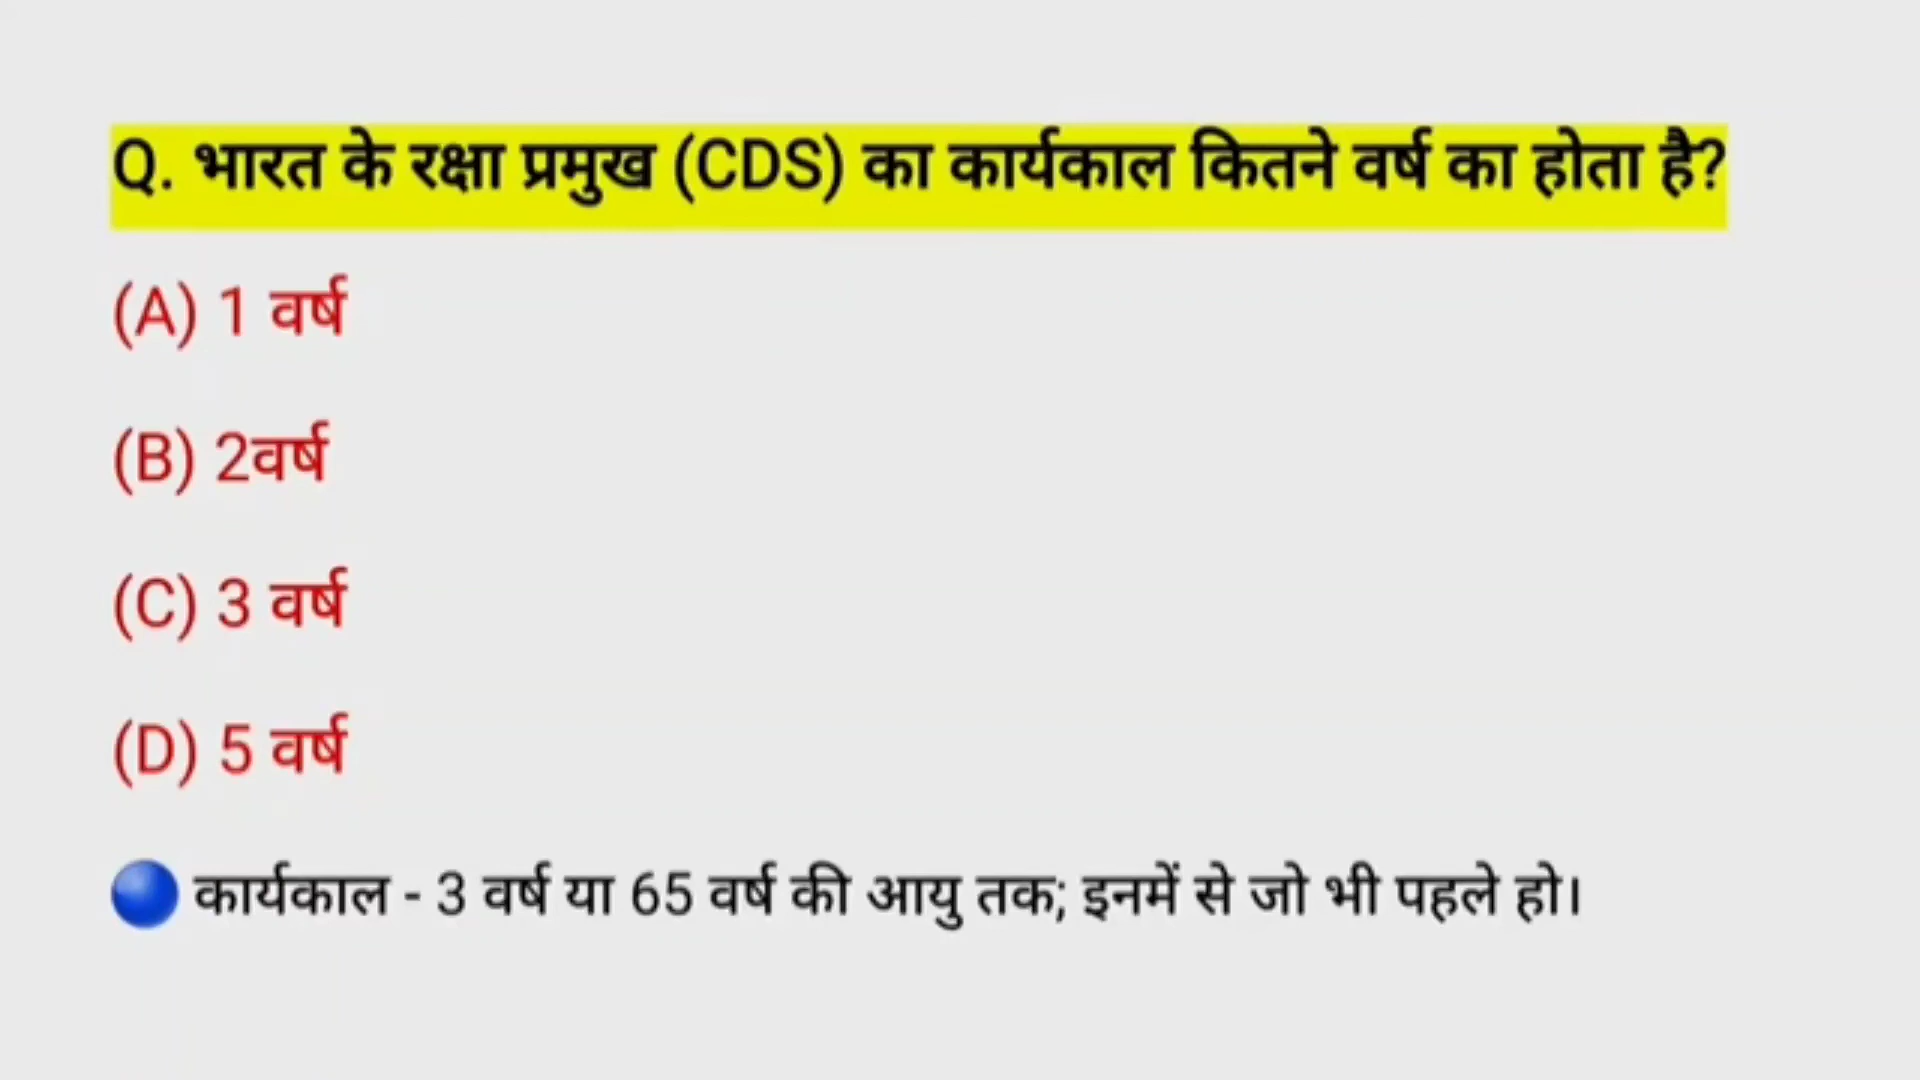 Q. भारत के रक्षा प्रमुख (CDS) का कार्यकाल कितने वर्ष का होता है?
(A) 1 वर्ष
(B) 2वर्ष
(C) 3 वर्ष
(D) 5 वर्ष
कार्यकाल - 3 वर्ष या 65 वर्ष की आयु तक; इनमें से जो भी पहले हो।